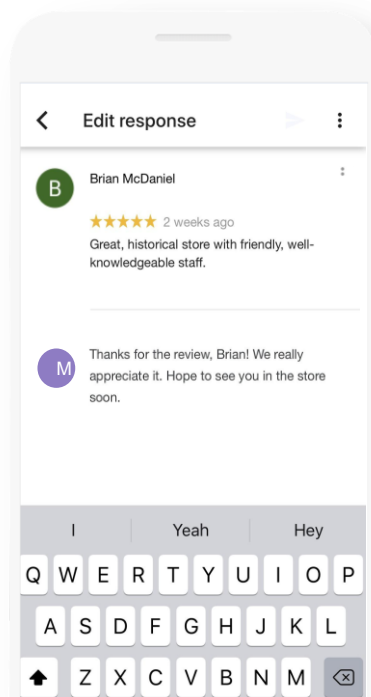 Edit response
B
Brian McDaniel
2 weeks ago
Great, historical store with friendly, well-
knowledgeable staff.
M
Thanks for the review, Brian! We really
appreciate it. Hope to see you in the store
soon.
I Yeah Hey
Q W E R T Y U I O P
A S D F G H J K L
Z X C V B N M